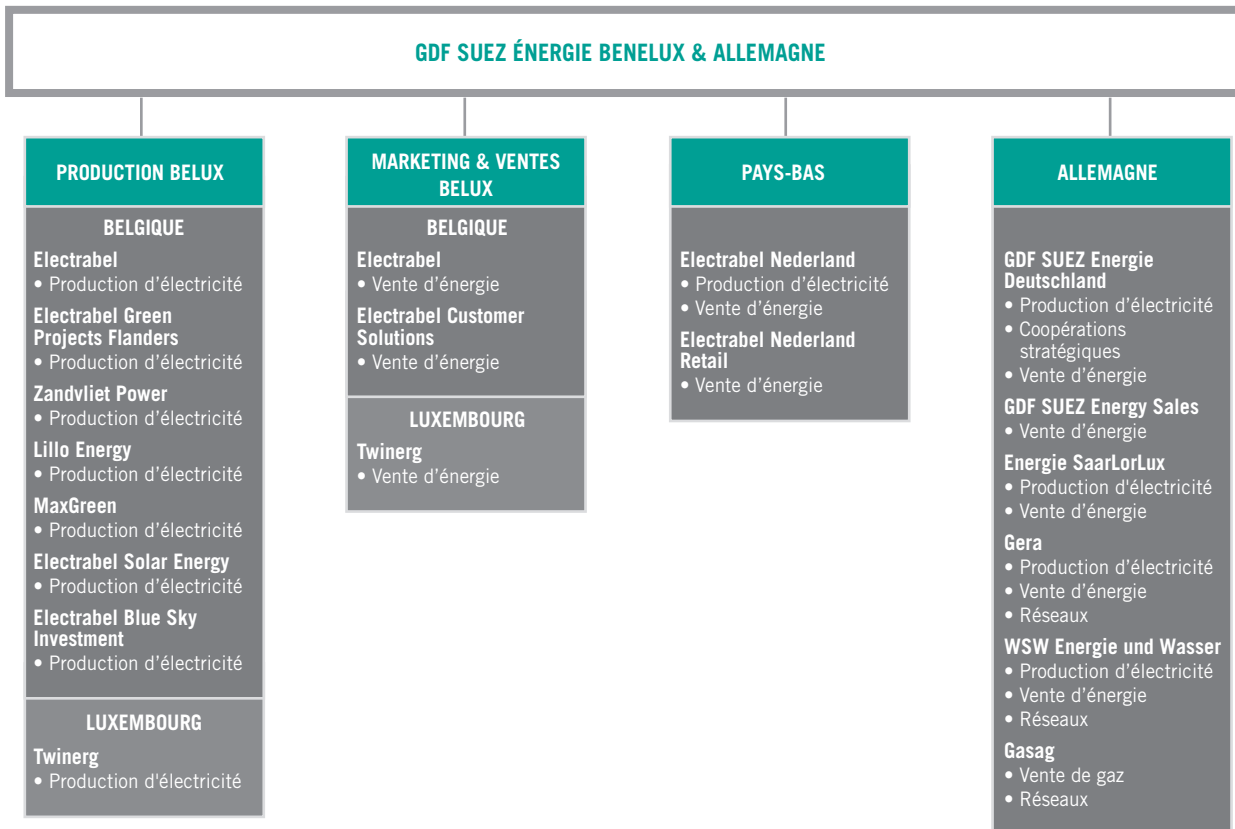 GDF SUEZ ÉNERGIE BENELUX & ALLEMAGNE
PRODUCTION BELUX
BELGIQUE
Electrabel
• Production d’électricité
Electrabel Green
Projects Flanders
• Production d’électricité
Zandvliet Power
• Production d’électricité
Lillo Energy
• Production d’électricité
MaxGreen
• Production d’électricité
Electrabel Solar Energy
• Production d’électricité
Electrabel Blue Sky
Investment
• Production d’électricité
LUXEMBOURG
Twinerg
• Production d'électricité
MARKETING & VENTES
BELUX
BELGIQUE
Electrabel
• Vente d’énergie
Electrabel Customer
Solutions
• Vente d’énergie
LUXEMBOURG
Twinerg
• Vente d’énergie
PAYS-BAS
Electrabel Nederland
• Production d’électricité
• Vente d’énergie
Electrabel Nederland
Retail
• Vente d’énergie
ALLEMAGNE
GDF SUEZ Energie
Deutschland
• Production d’électricité
• Coopérations
stratégiques
• Vente d’énergie
GDF SUEZ Energy Sales
• Vente d’énergie
Energie SaarLorLux
• Production d'électricité
• Vente d’énergie
Gera
• Production d’électricité
• Vente d’énergie
• Réseaux
WSW Energie und Wasser
• Production d’électricité
• Vente d’énergie
• Réseaux
Gasag
• Vente de gaz
• Réseaux